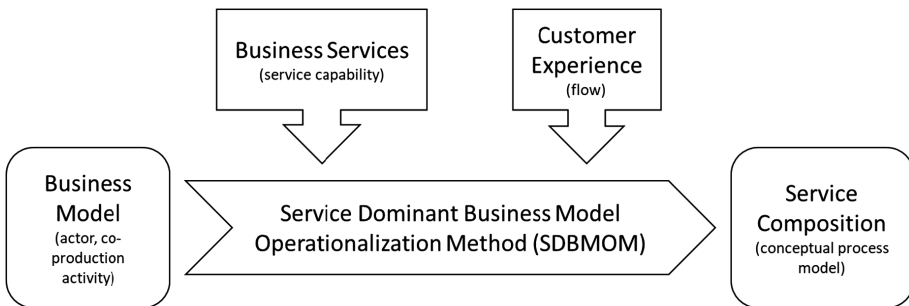 Business Services
(service capability)
Customer
Experience
(flow)
Business
Model
(actor, co-
production
activity)
Service Dominant Business Model
Operationalization Method (SDBMOM)
Service
Composition
(conceptual process
model)